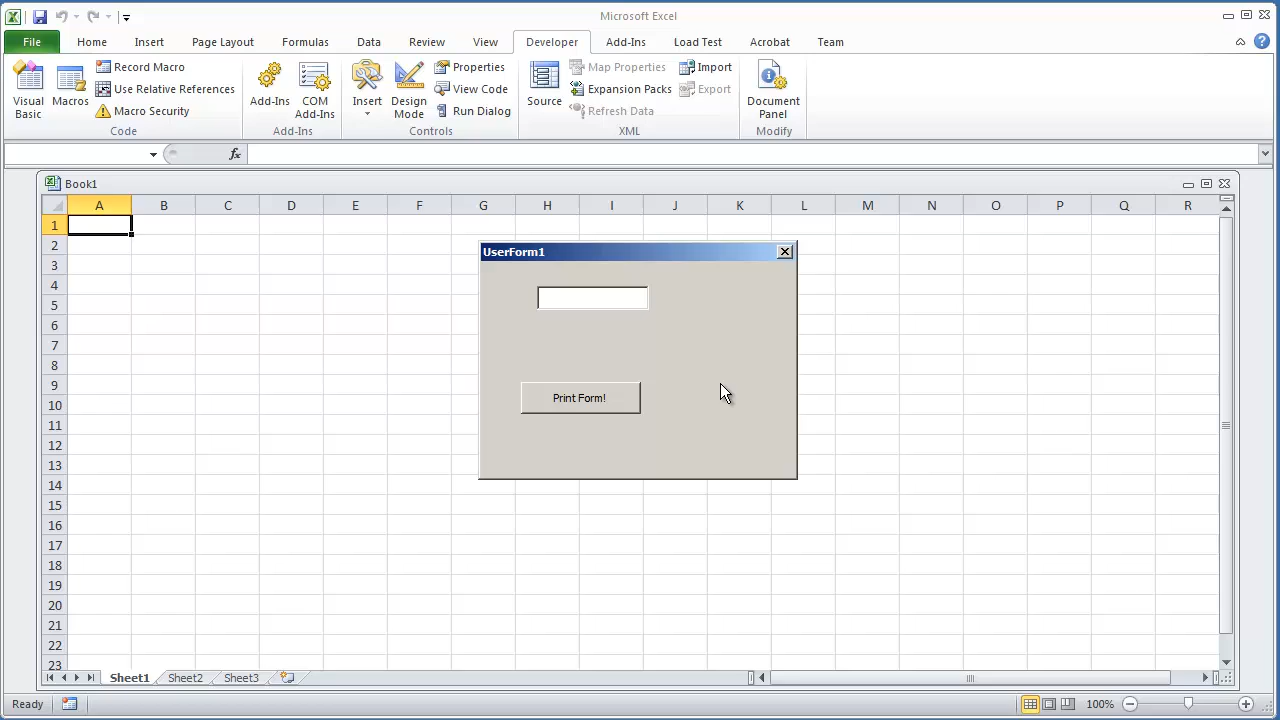 Microsoft Excel
File Home Insert Page Layout Formulas Data Review View Developer Add-Ins Load Test Acrobat Team
Visual Basic
Macros
Record Macro
Use Relative References
Macro Security
Code
Add-Ins
COM Add-Ins
Add-Ins
Insert
Design Mode
Properties
View Code
Run Dialog
Controls
Source
Map Properties
Expansion Packs
Refresh Data
Import
Export
XML
Document Panel
Modify
fx
Book1
A B C D E F G H I J K L M N O P Q R
1
2
3
4
5
6
7
8
9
10
11
12
13
14
15
16
17
18
19
20
21
22
23
UserForm1
Print Form!
Sheet1 Sheet2 Sheet3
Ready
100%